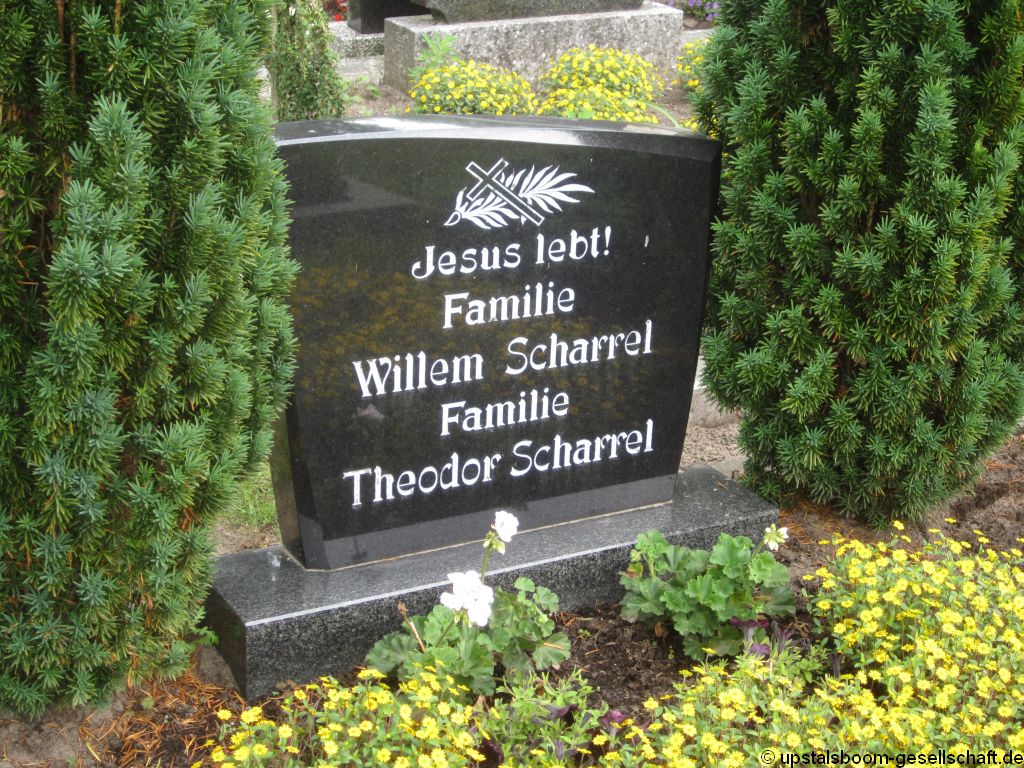 Jesus lebt!
Familie
Willem Scharrel
Familie
Theodor Scharrel
© upstalsboom-gesellschaft.de